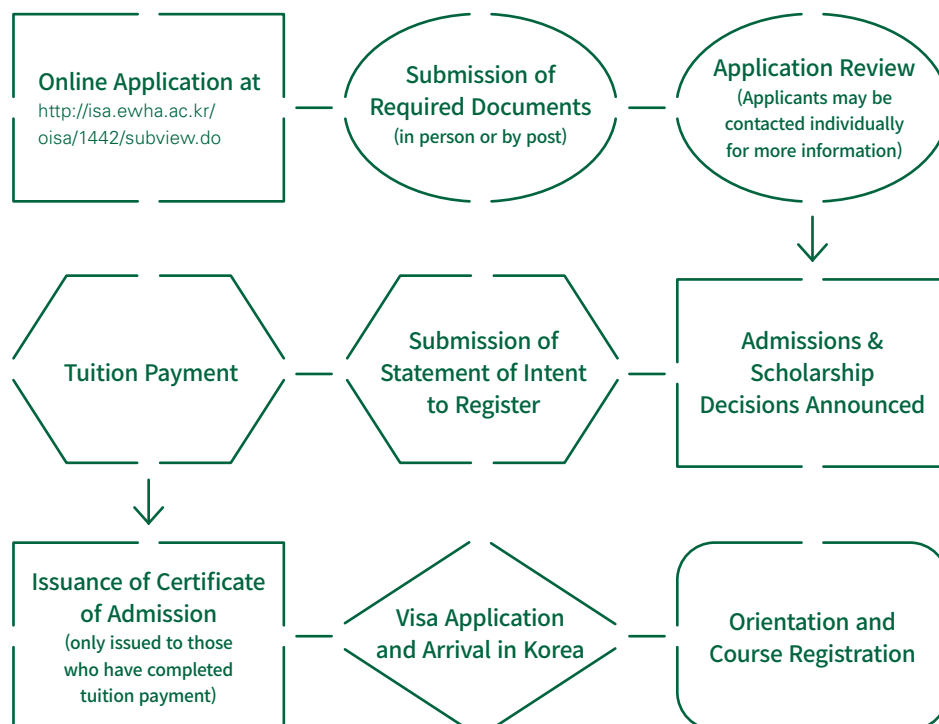 Online Application at
http://isa.ewha.ac.kr/
oisa/1442/subview.do
Submission of
Required Documents
(in person or by post)
Application Review
(Applicants may be
contacted individually
for more information)
Admissions &
Scholarship
Decisions Announced
Submission of
Statement of Intent
to Register
Tuition Payment
Issuance of Certificate
of Admission
(only issued to those
who have completed
tuition payment)
Visa Application
and Arrival in Korea
Orientation and
Course Registration